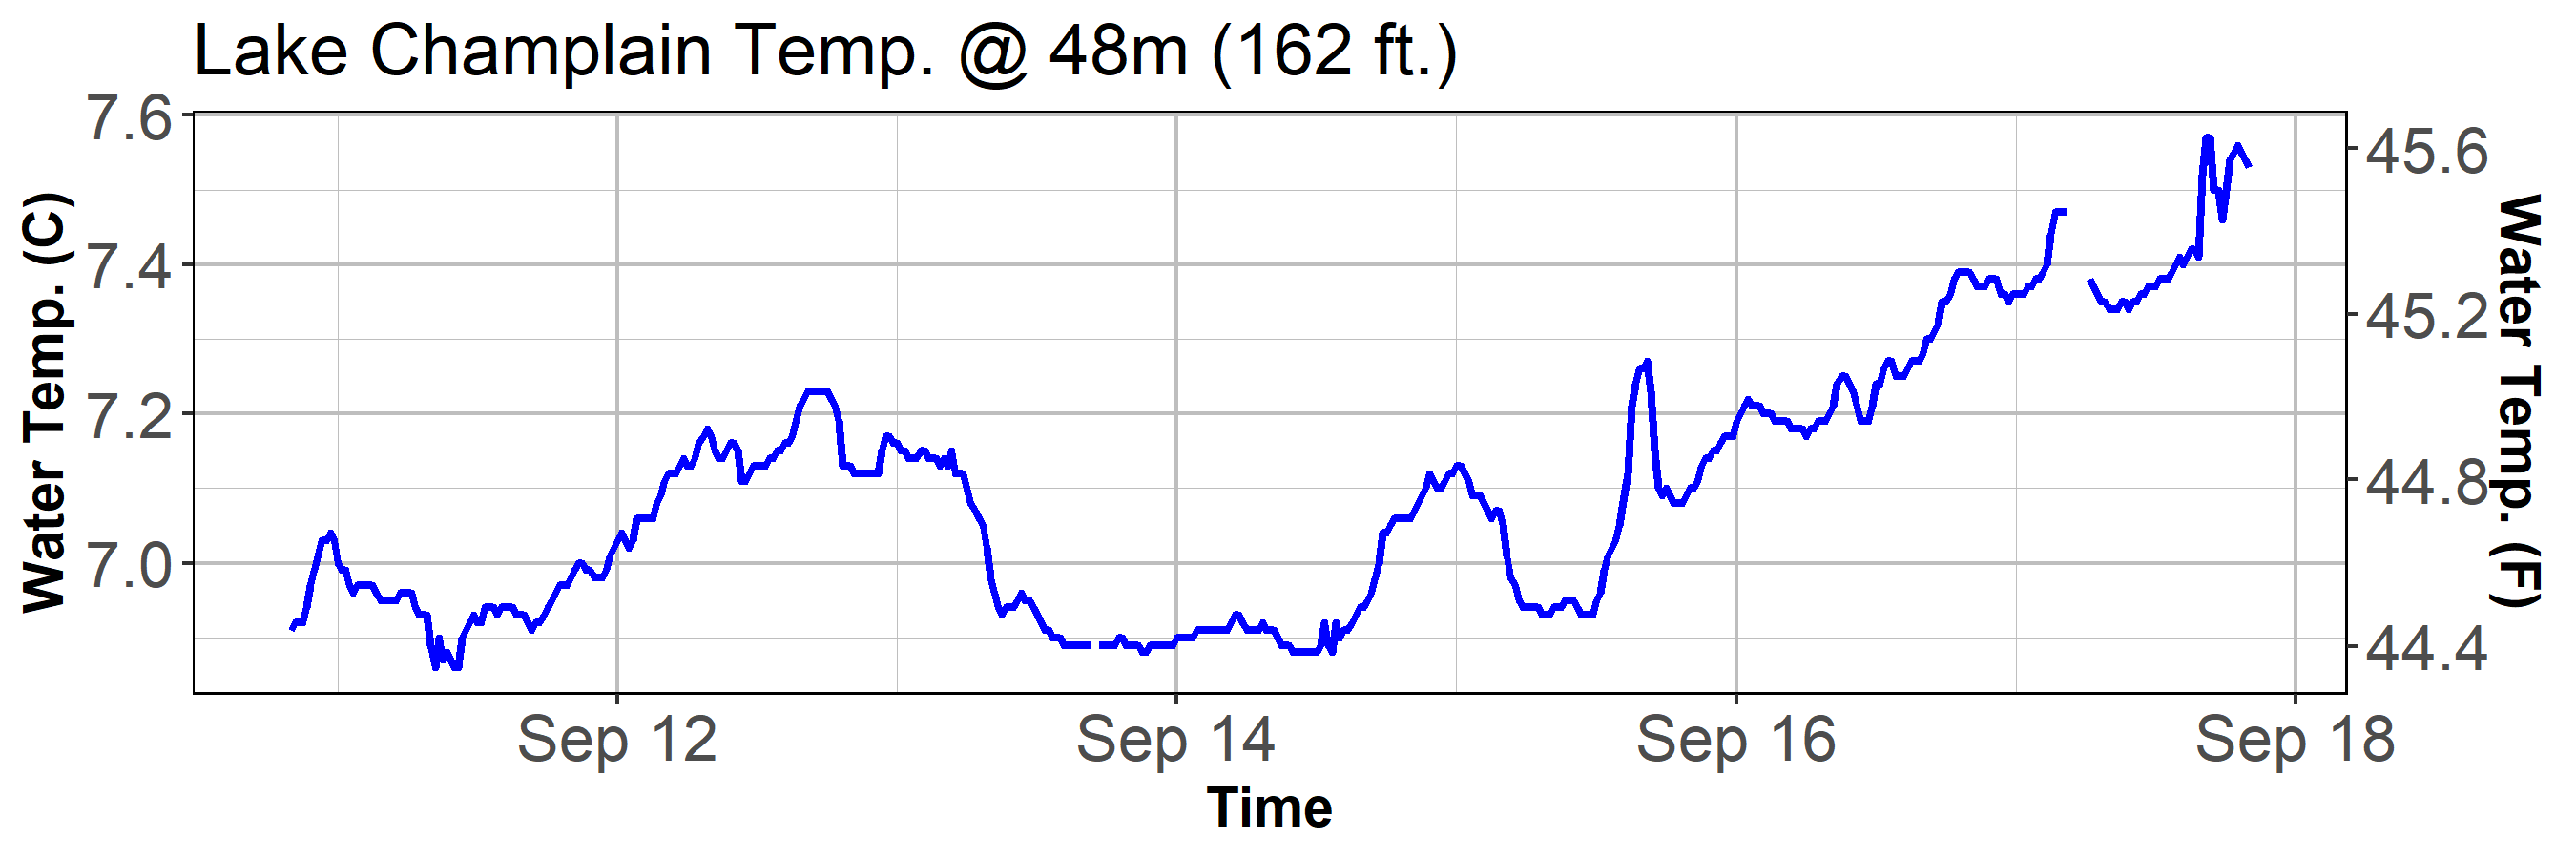 Lake Champlain Temp. @ 48m (162 ft.)
Water Temp. (C)
7.6
7.4
7.2
7.0
45.6
45.2
44.8
44.4
Water Temp. (F)
Sep 12 Sep 14 Sep 16 Sep 18
Time